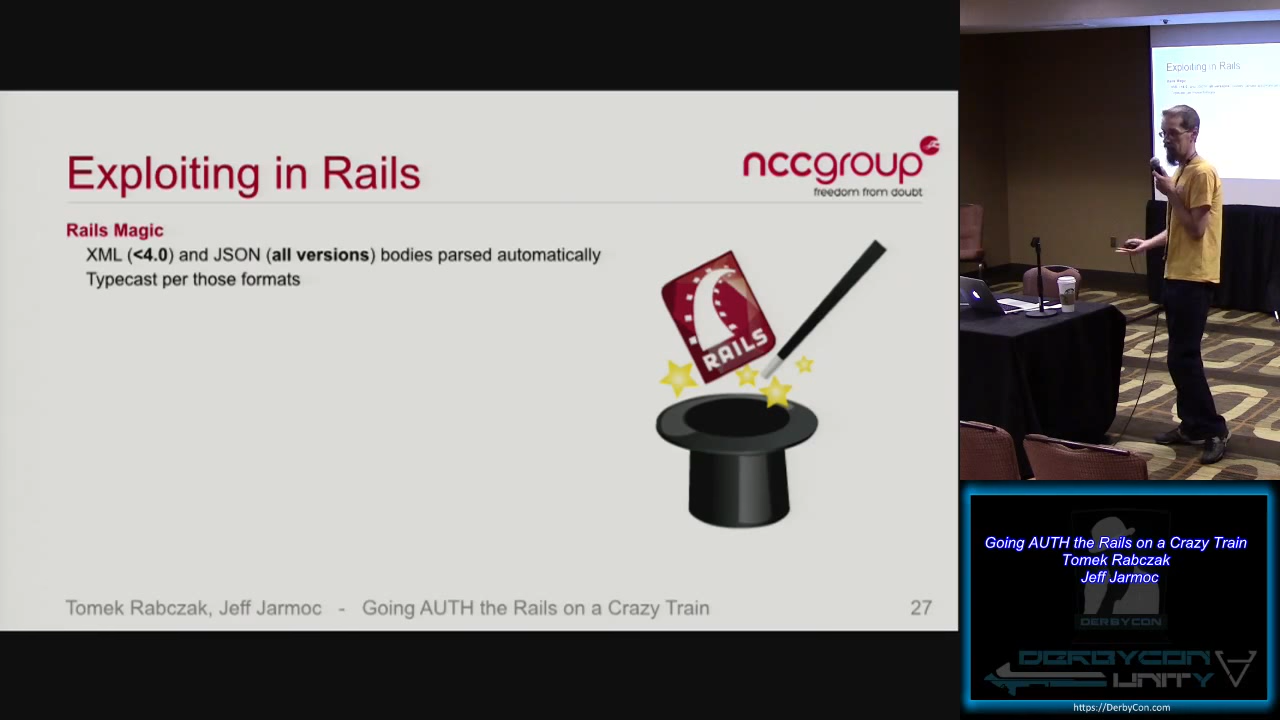 Exploiting in Rails
nccgroup
freedom from doubt
Rails Magic
XML (<4.0) and JSON (all versions) bodies parsed automatically
Typecast per those formats
RAILS
Tomek Rabczak, Jeff Jarmoc - Going AUTH the Rails on a Crazy Train
27
Exploiting in Rails
Going AUTH the Rails on a Crazy Train
Tomek Rabczak
Jeff Jarmoc
DERBYCON
DERBYCON
UNITY
https://DerbyCon.com